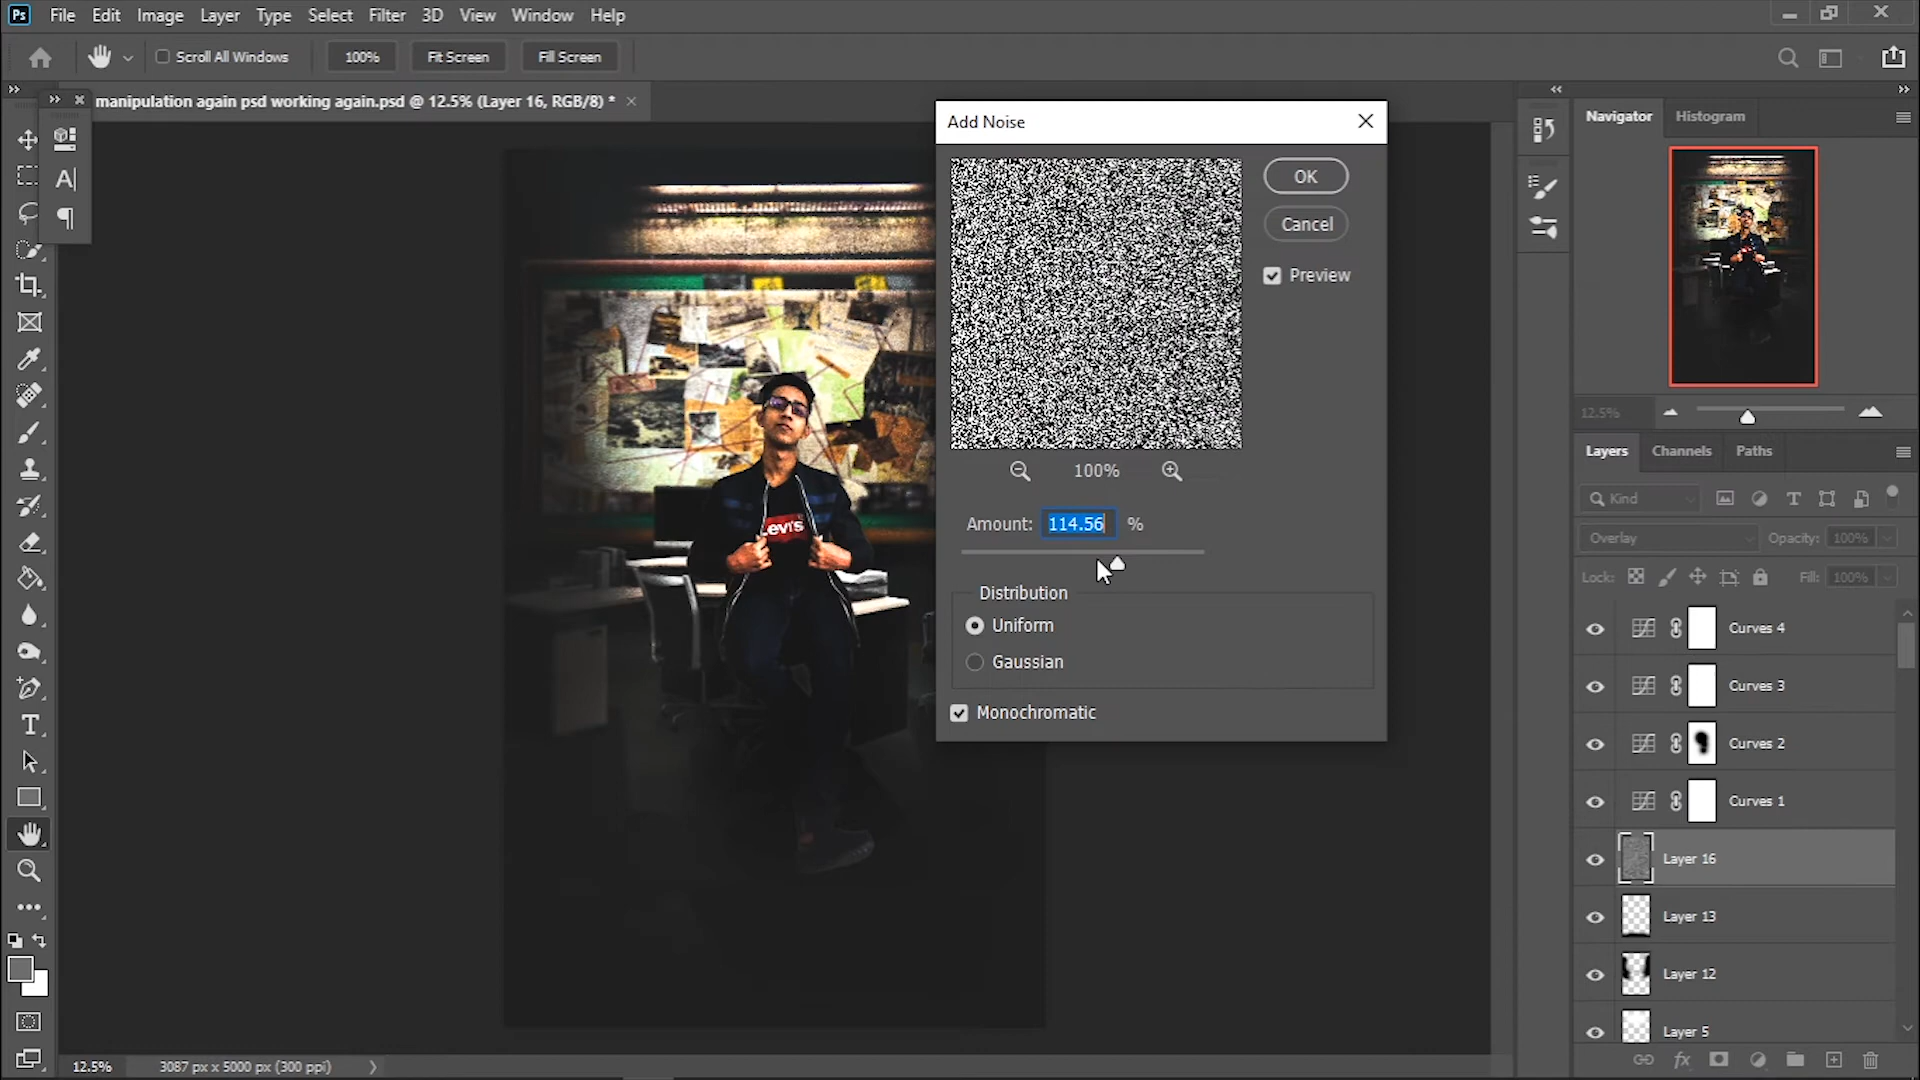 Ps File Edit Image Layer Type Select Filter 3D View Window Help
Scroll All Windows 100% Fit Screen Fill Screen
manipulation again psd working again.psd @ 12.5% (Layer 16, RGB/8) *
Add Noise
OK
Cancel
Preview
100%
Amount: 114.56 %
Distribution
Uniform
Gaussian
Monochromatic
Levi's
Navigator Histogram
12.5%
Layers Channels Paths
Kind
Overlay Opacity: 100%
Lock: Fill: 100%
Curves 4
Curves 3
Curves 2
Curves 1
Layer 16
Layer 13
Layer 12
Layer 5
fx
12.5% 3087 px x 5000 px (300 ppi)